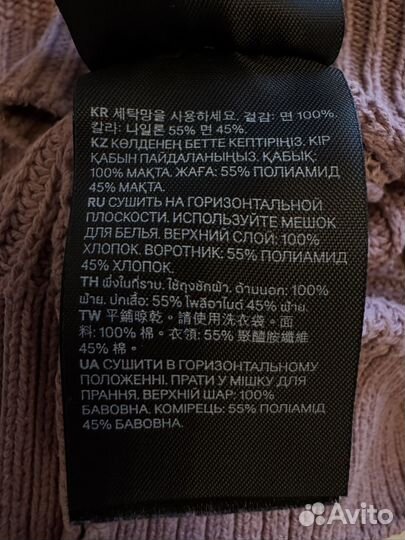 KR 세탁망을 사용하세요. 겉감: 면 100%.
칼라: 나일론 55% 면 45%.
KZ КӨЛДЕНЕҢ БЕТТЕ КЕПТІРІҢІЗ. КІР
ҚАБЫН ПАЙДАЛАНЫҢЫЗ. ҚАБЫҚ:
100% МАҚТА. ЖАҒА: 55% ПОЛИАМИД
45% МАҚТА.
RU СУШИТЬ НА ГОРИЗОНТАЛЬНОЙ
ПЛОСКОСТИ. ИСПОЛЬЗУЙТЕ МЕШОК
ДЛЯ БЕЛЬЯ. ВЕРХНИЙ СЛОЙ: 100%
ХЛОПОК. ВОРОТНИК: 55% ПОЛИАМИД
45% ХЛОПОК.
TH ผึ่งในที่ราบ. ใช้ถุงซักผ้า. ด้านนอก: 100%
ฝ้าย. ปกเสื้อ: 55% โพลีอาไมด์ 45% ฝ้าย.
TW 平鋪晾乾。請使用洗衣袋。面
料: 100% 棉。衣領: 55% 聚醯胺纖維
45% 棉。
UA СУШИТИ В ГОРИЗОНТАЛЬНОМУ
ПОЛОЖЕННІ. ПРАТИ У МІШКУ ДЛЯ
ПРАННЯ. ВЕРХНІЙ ШАР: 100%
БАВОВНА. КОМІРЕЦЬ: 55% ПОЛІАМІД
45% БАВОВНА.
Avito